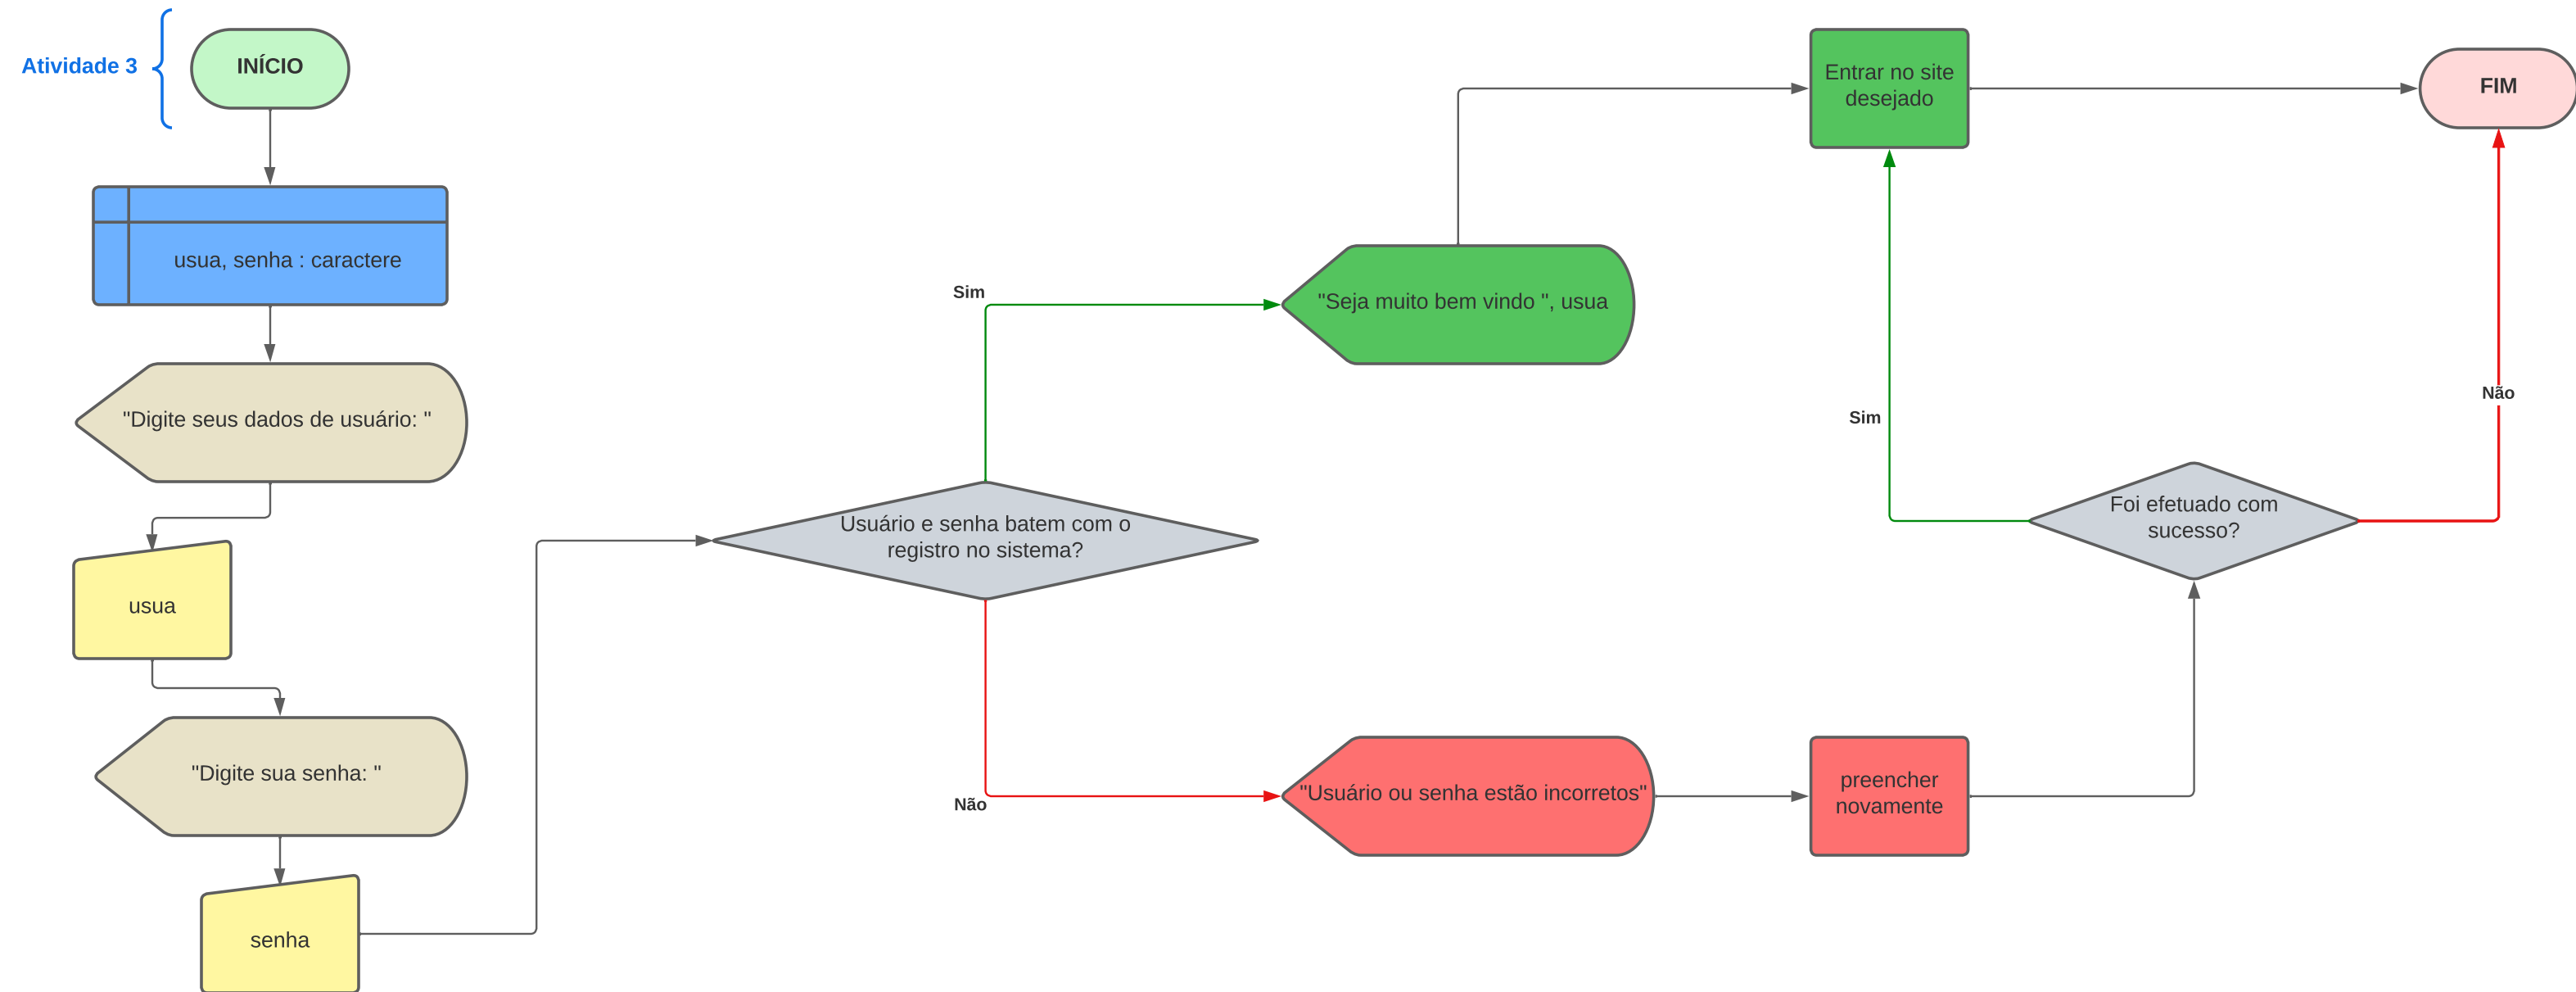 Atividade 3
INÍCIO
usua, senha : caractere
"Digite seus dados de usuário: "
usua
"Digite sua senha: "
senha
Usuário e senha batem com o
registro no sistema?
Sim
"Seja muito bem vindo ", usua
Entrar no site
desejado
FIM
Não
"Usuário ou senha estão incorretos"
preencher
novamente
Foi efetuado com
sucesso?
Sim
Não